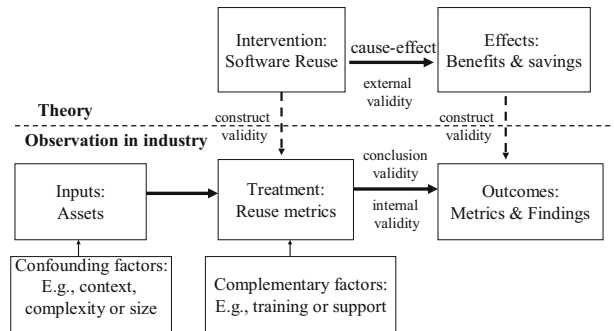 Intervention:
Software Reuse
cause-effect
external
validity
Effects:
Benefits & savings
Theory
construct
validity
construct
validity
Observation in industry
Inputs:
Assets
Treatment:
Reuse metrics
conclusion
validity
internal
validity
Outcomes:
Metrics & Findings
Confounding factors:
E.g., context,
complexity or size
Complementary factors:
E.g., training or support